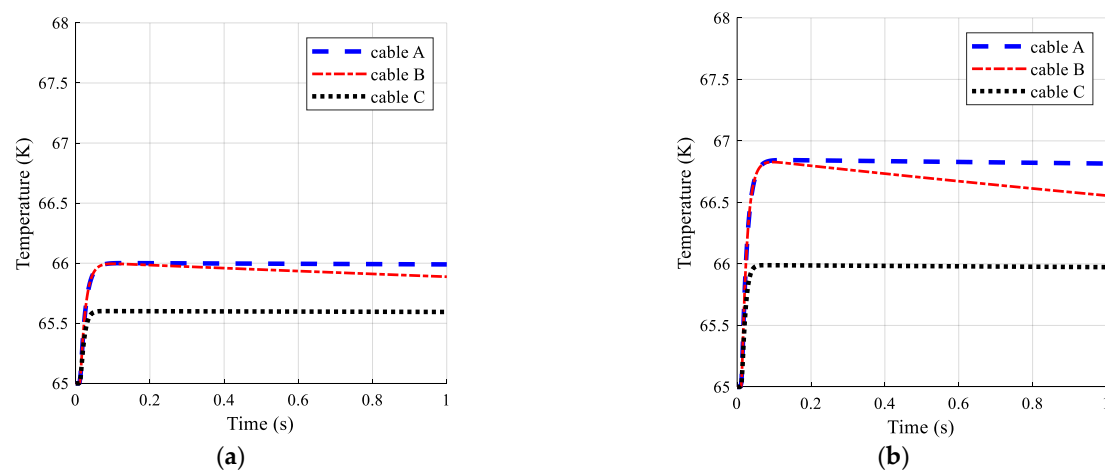 68
67.5
67
66.5
66
65.5
65
Temperature (K)
cable A
cable B
cable C
0 0.2 0.4 0.6 0.8 1
Time (s)
(a)
68
67.5
67
66.5
66
65.5
65
Temperature (K)
cable A
cable B
cable C
0 0.2 0.4 0.6 0.8 1
Time (s)
(b)